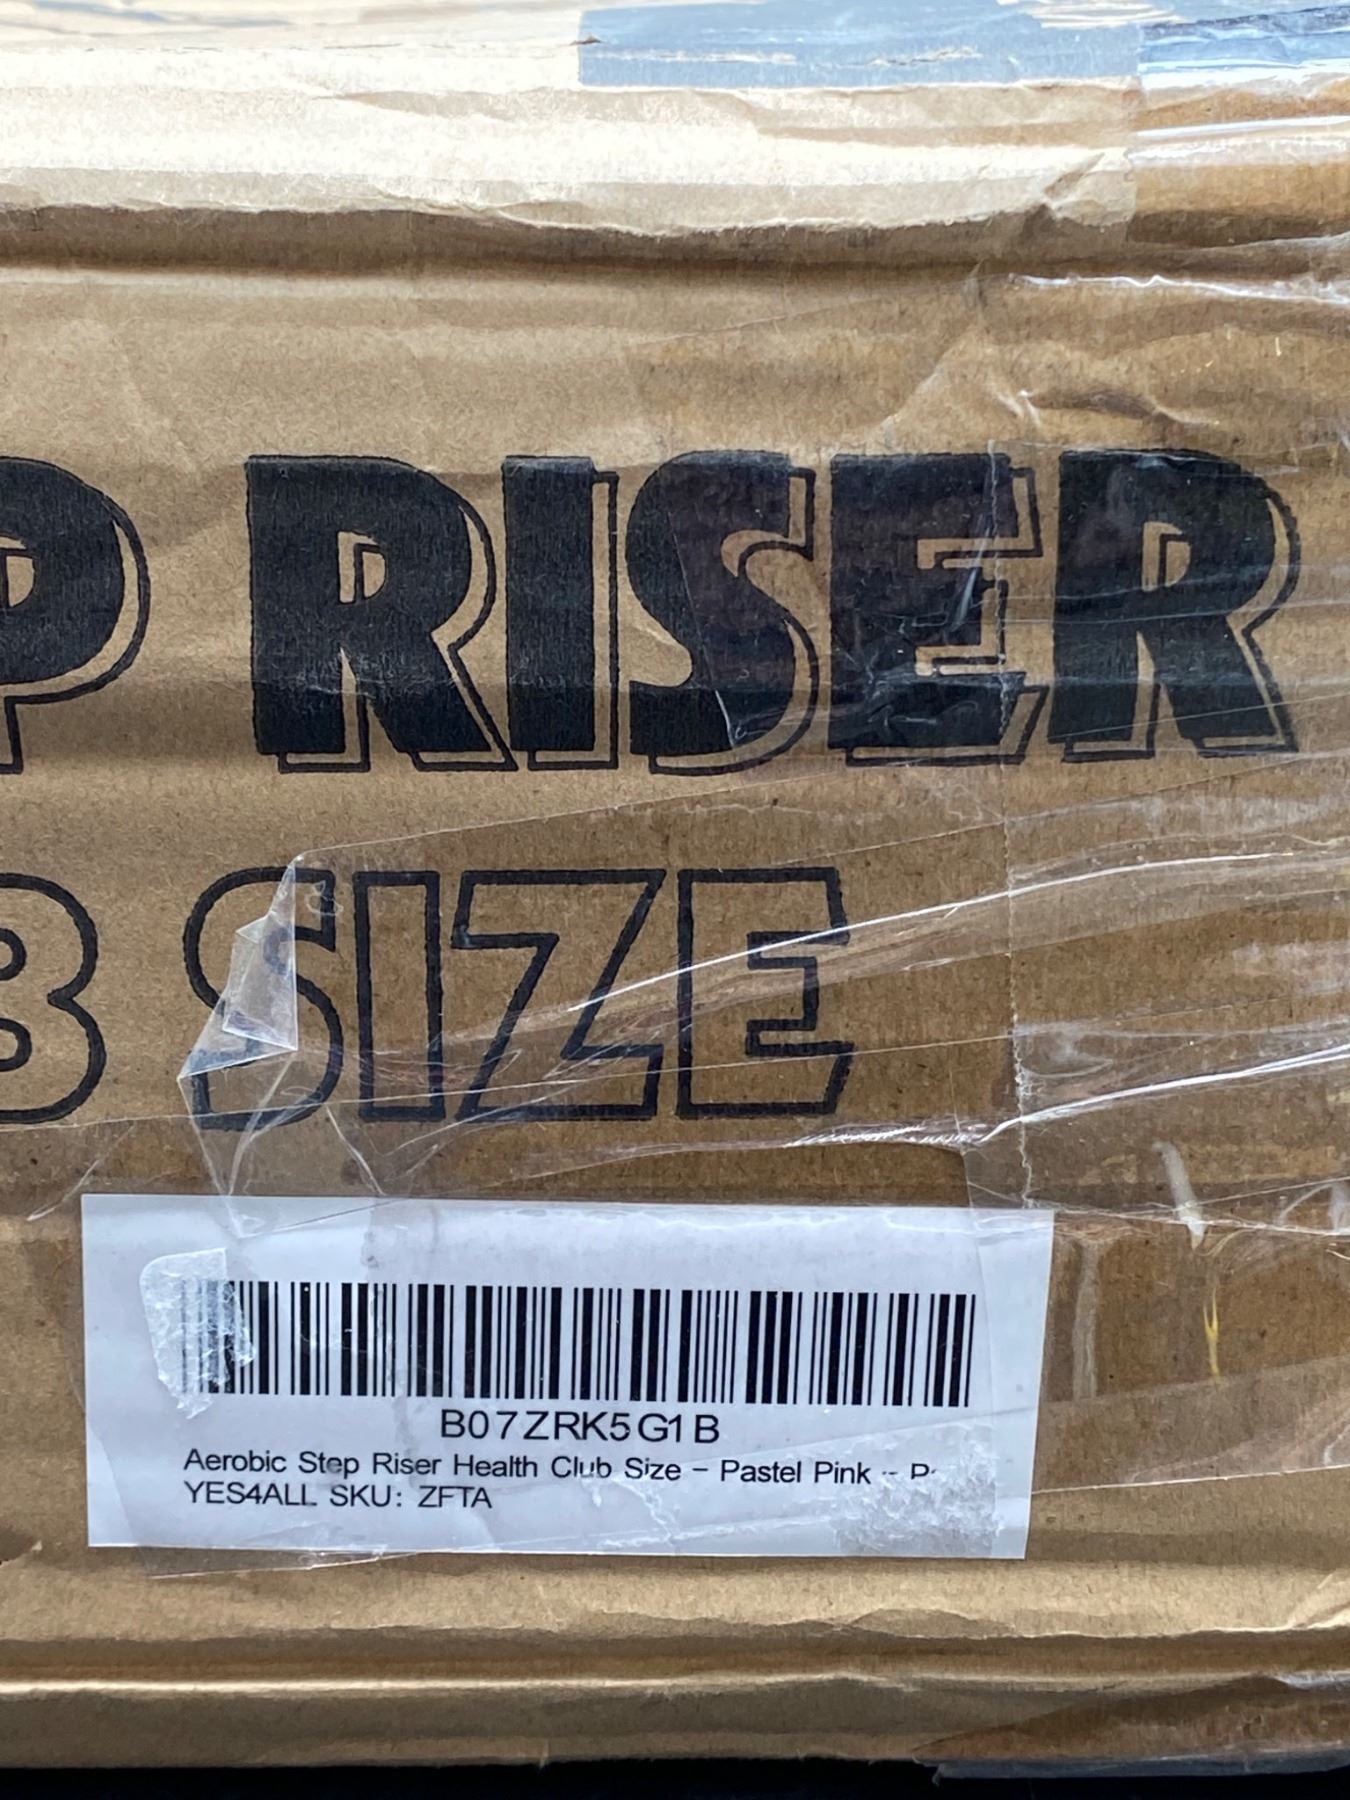 P RISER
B SIZE
B07ZRK5G1B
Aerobic Step Riser Health Club Size - Pastel Pink -
YES4ALL SKU: ZFTA